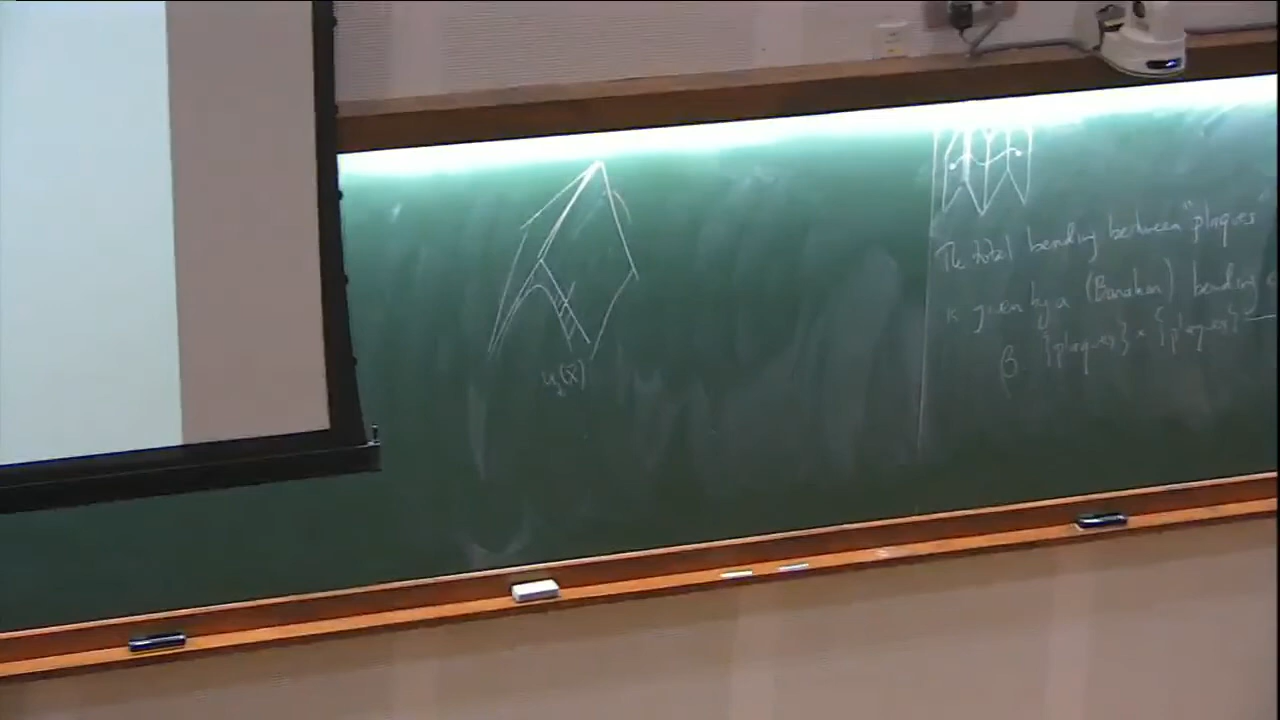 The total bending between "plaques"
is given by a (Bonahon) bending
β {plaques} × {plaques}